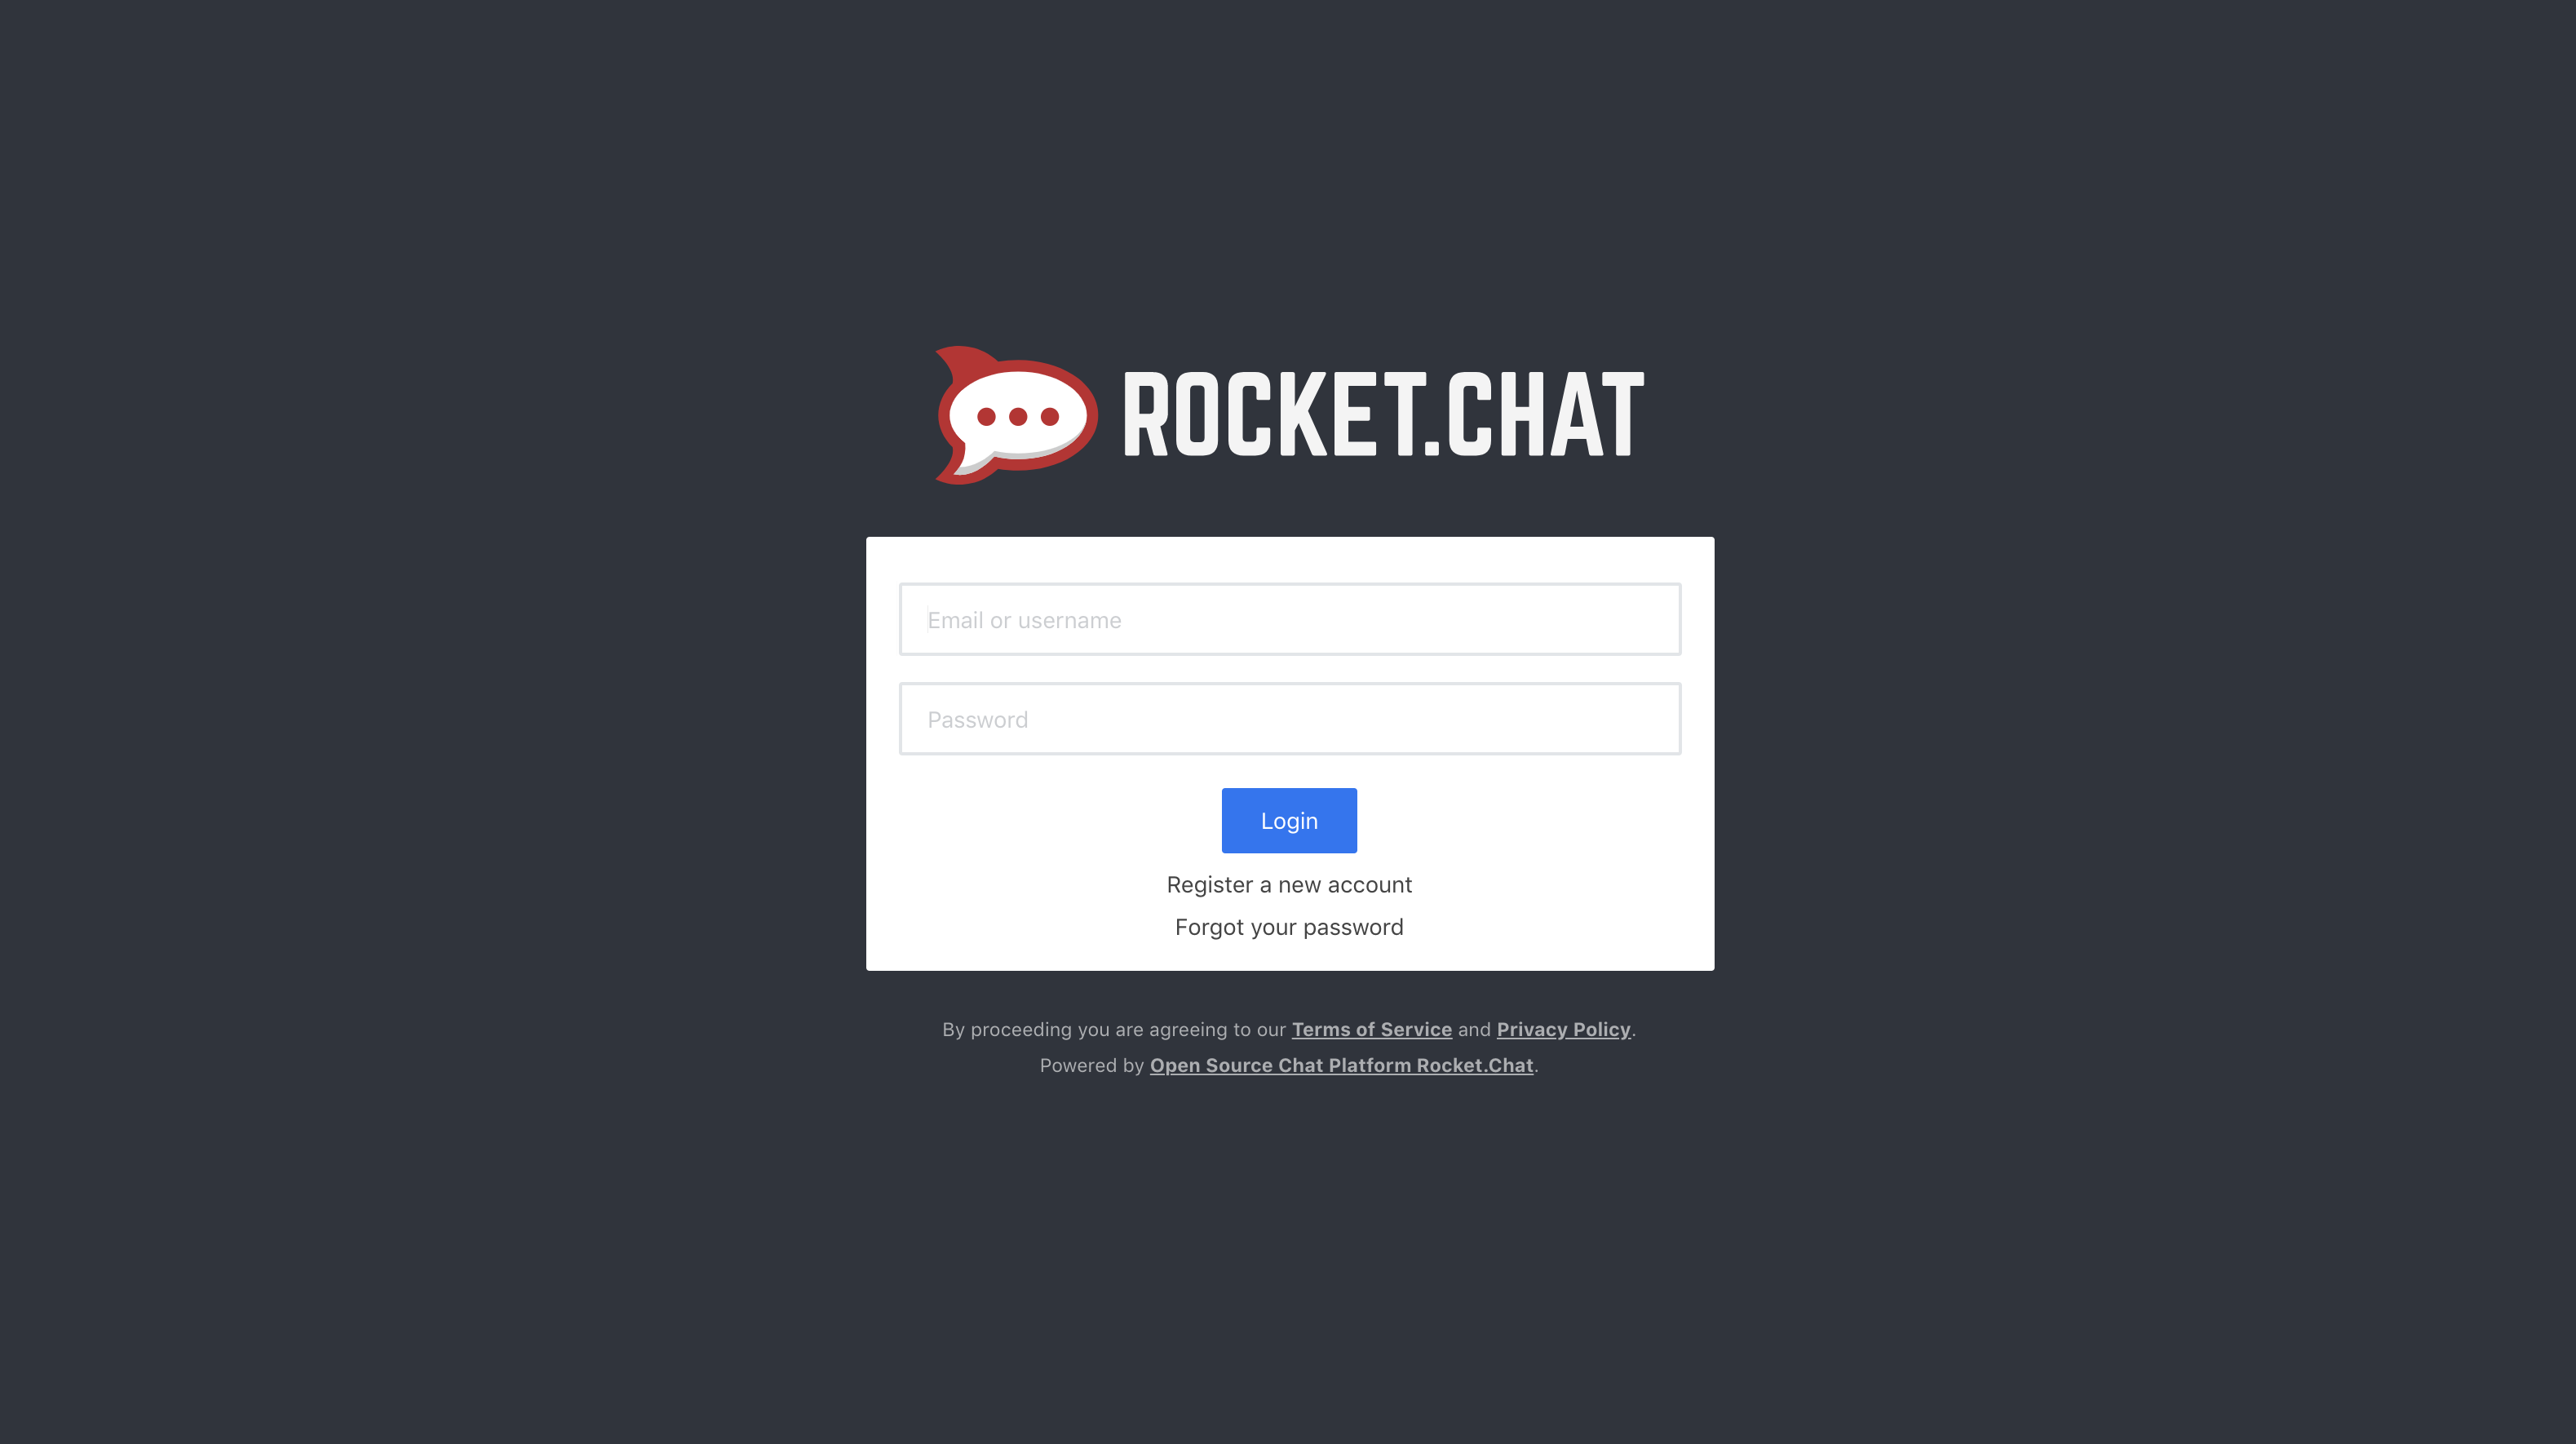 ROCKET.CHAT
Email or username
Password
Login
Register a new account
Forgot your password
By proceeding you are agreeing to our Terms of Service and Privacy Policy.
Powered by Open Source Chat Platform Rocket.Chat.